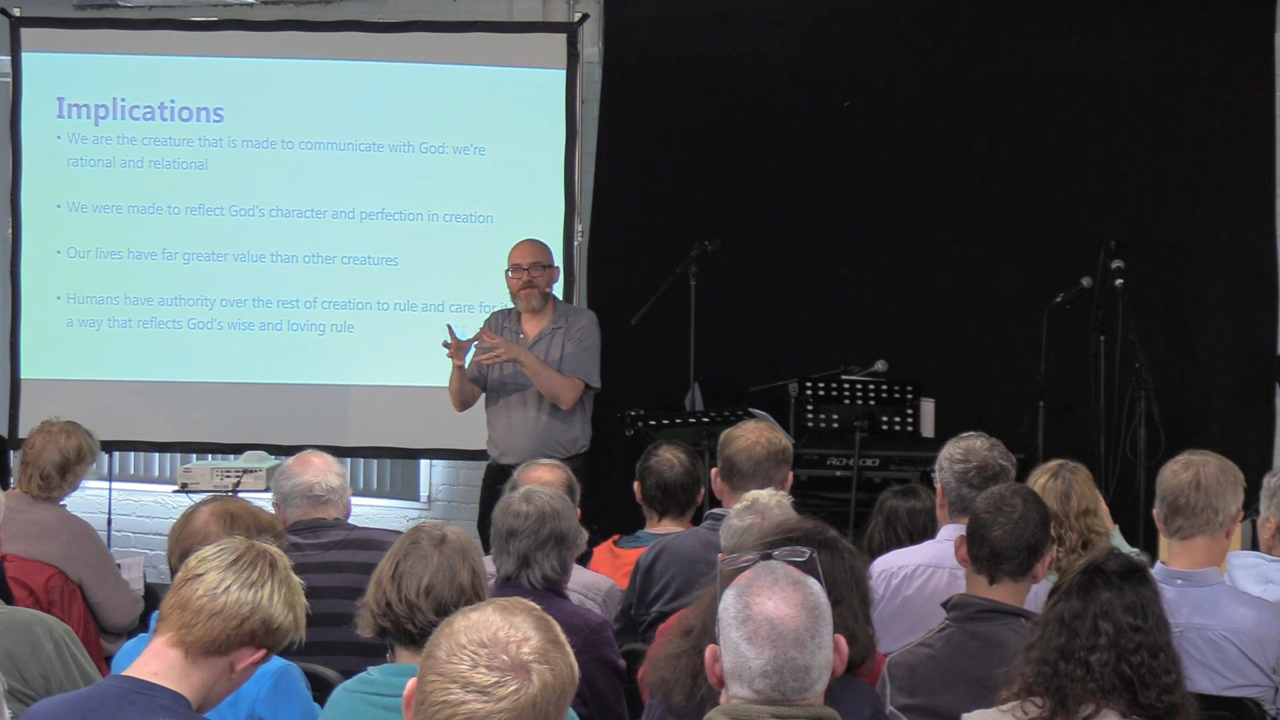 Implications
• We are the creature that is made to communicate with God: we're
rational and relational
• We were made to reflect God's character and perfection in creation
• Our lives have far greater value than other creatures
• Humans have authority over the rest of creation to rule and care for
a way that reflects God's wise and loving rule